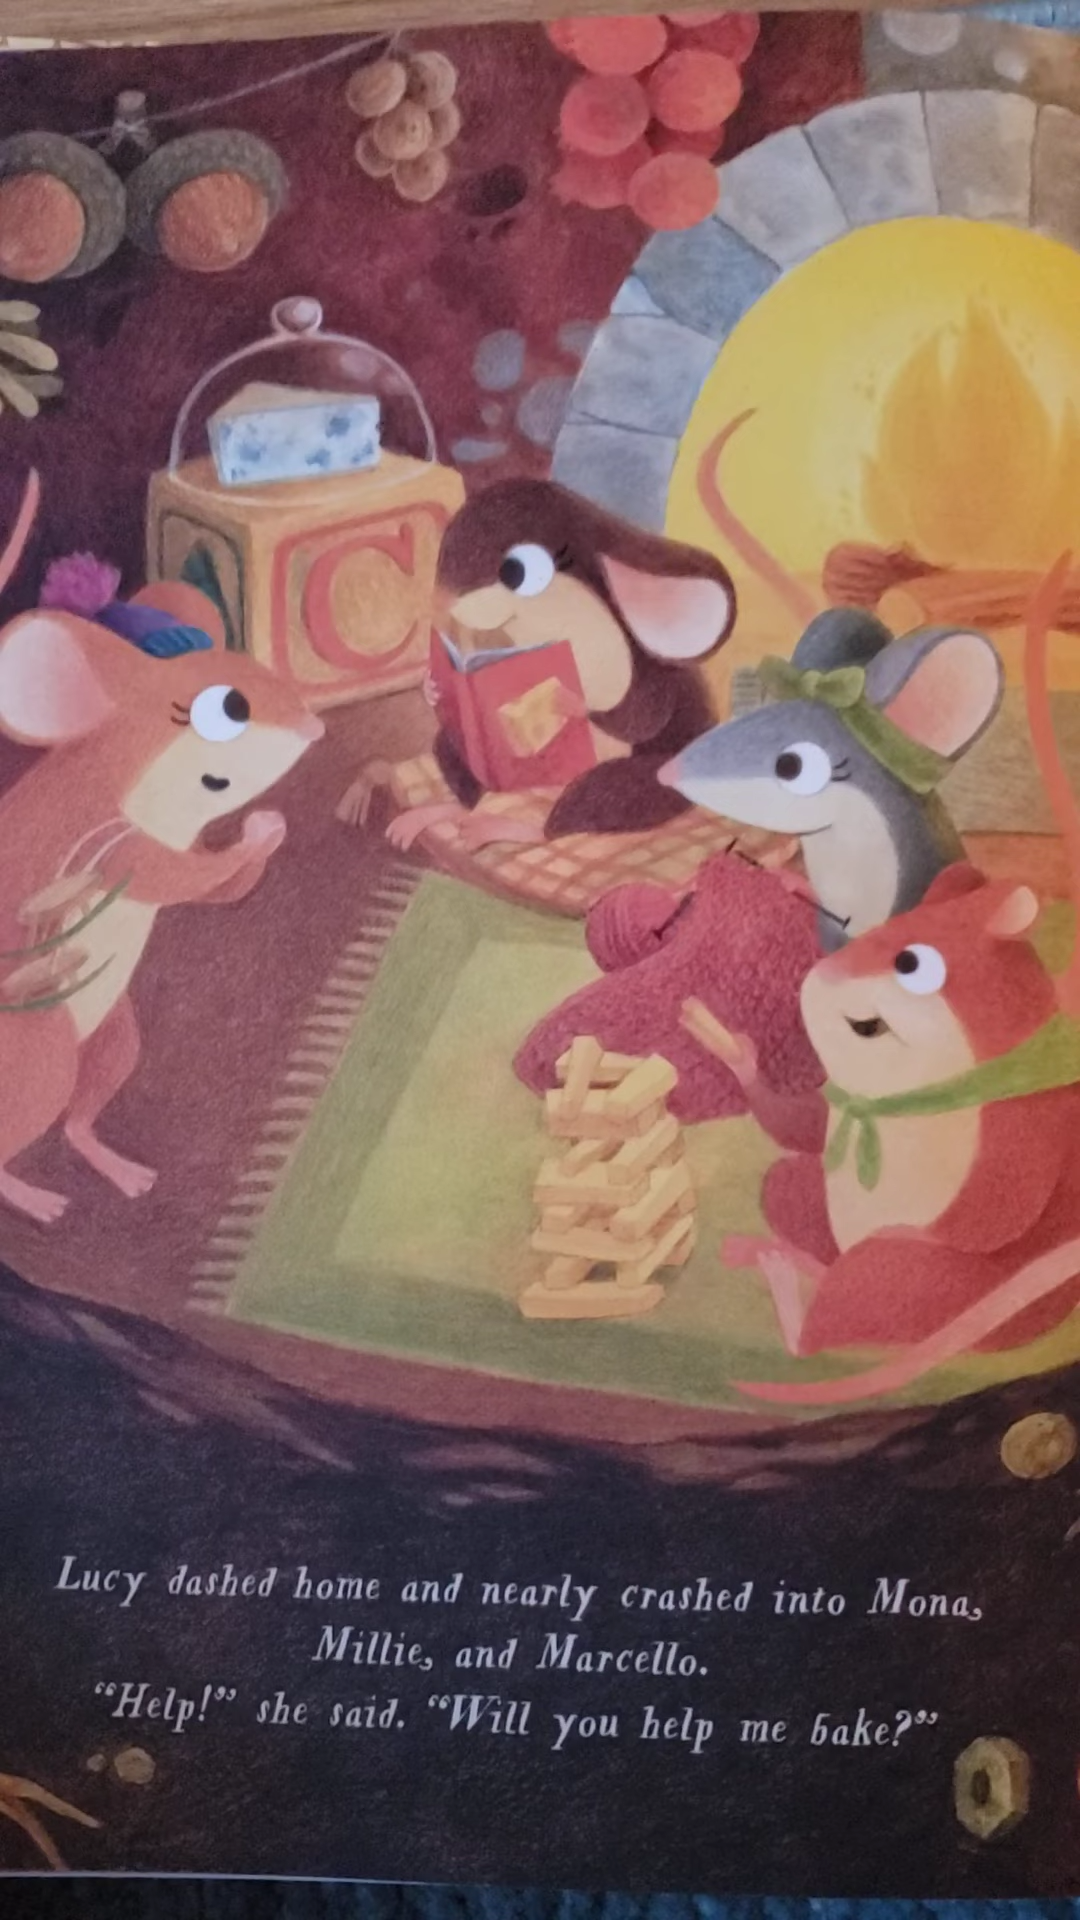 C
Lucy dashed home and nearly crashed into Mona,
Millie, and Marcello.
“Help!” she said. “Will you help me bake?”